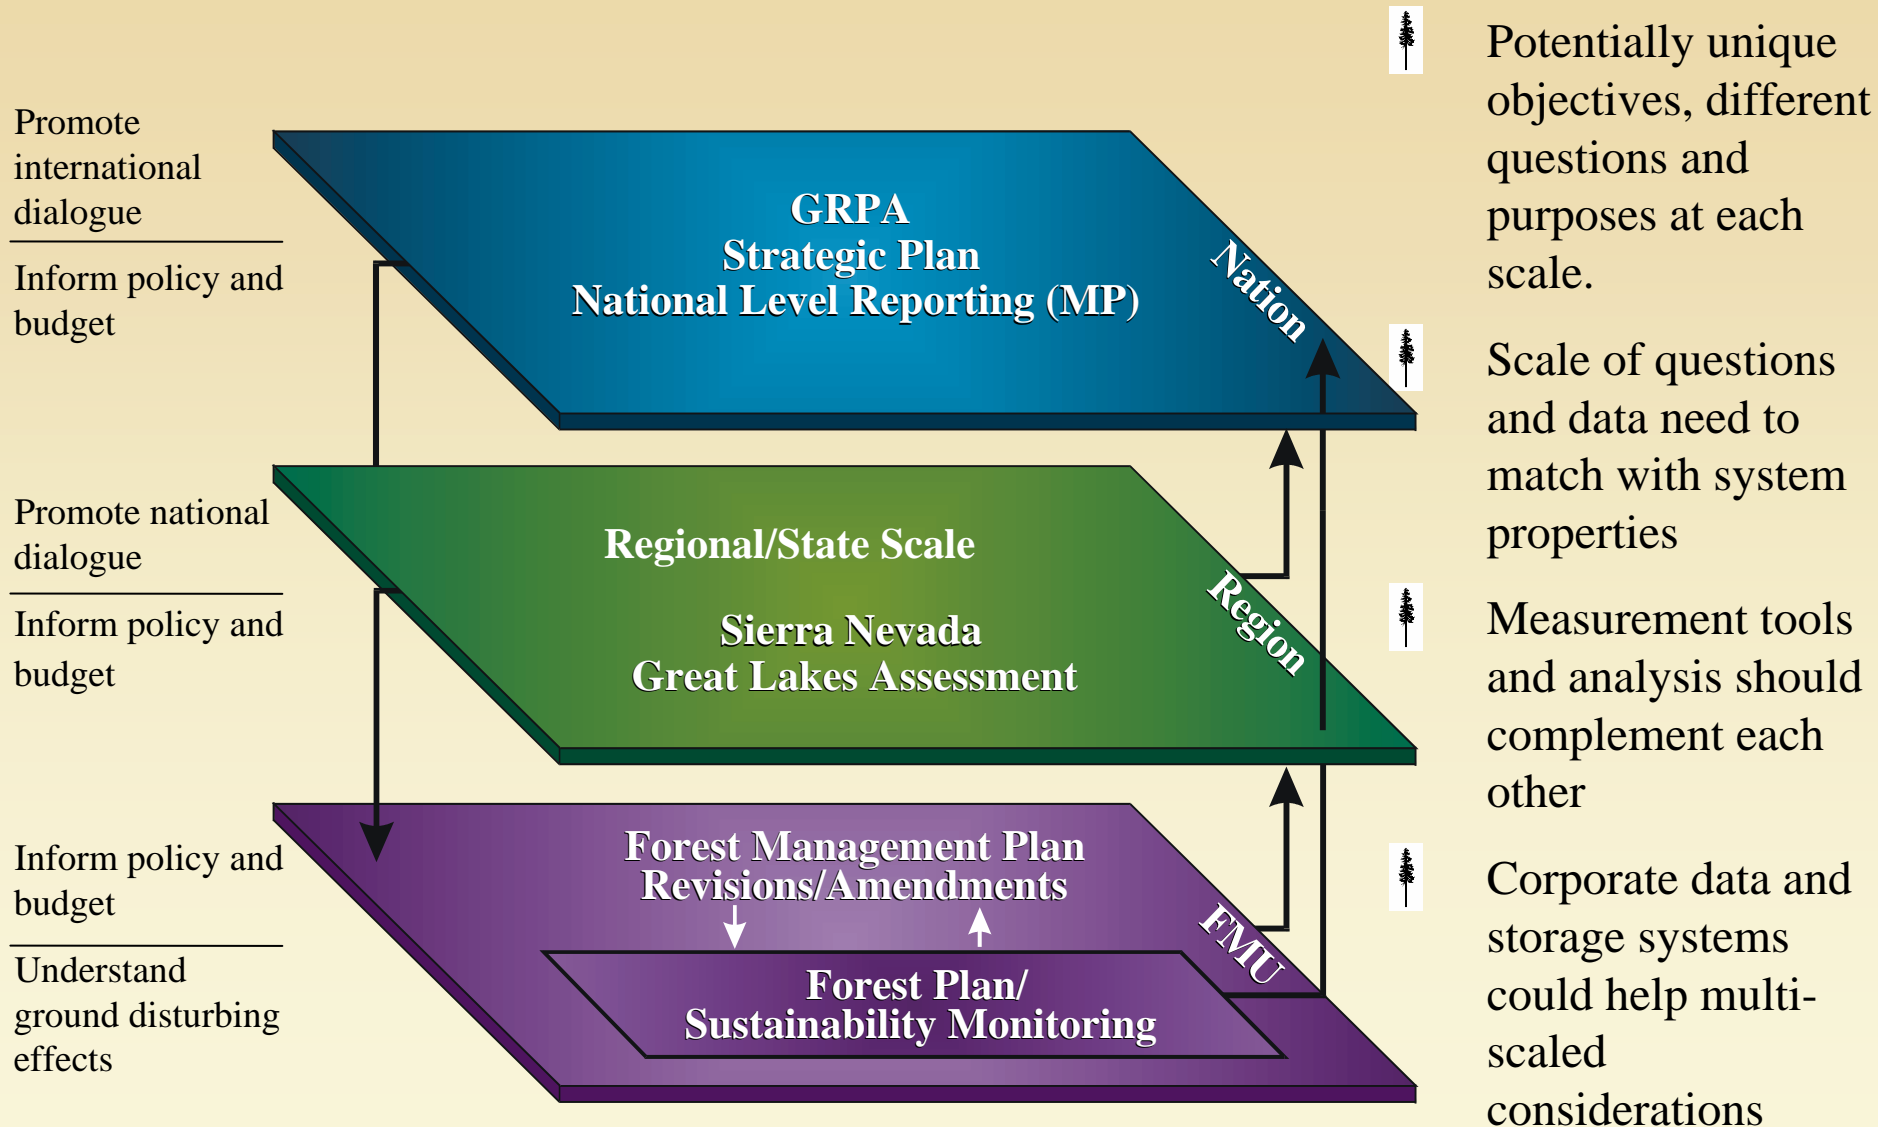 Promote
international
dialogue
Inform policy and
budget
Promote national
dialogue
Inform policy and
budget
Inform policy and
budget
Understand
ground disturbing
effects
GRPA
Strategic Plan
National Level Reporting (MP)
Nation
Regional/State Scale
Sierra Nevada
Great Lakes Assessment
Region
Forest Management Plan
Revisions/Amendments
FMU
Forest Plan/
Sustainability Monitoring
Potentially unique
objectives, different
questions and
purposes at each
scale.
Scale of questions
and data need to
match with system
properties
Measurement tools
and analysis should
complement each
other
Corporate data and
storage systems
could help multi-
scaled
considerations